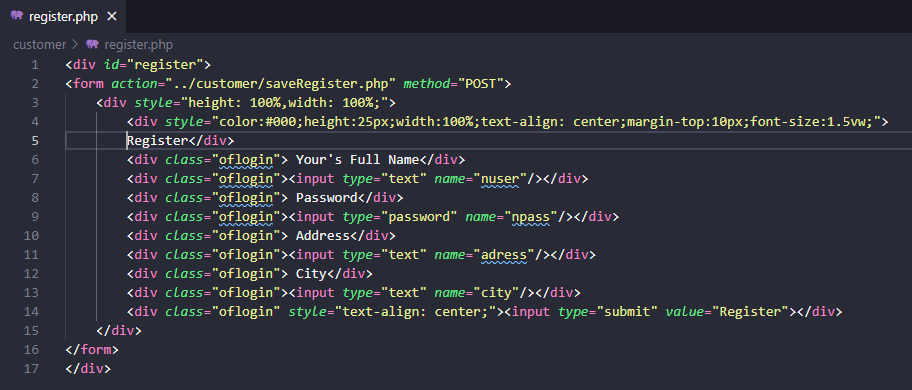 register.php
customer > register.php
1 <div id="register">
2 <form action="../customer/saveRegister.php" method="POST">
3 <div style="height: 100%,width: 100%;">
4 <div style="color:#000;height:25px;width:100%;text-align: center;margin-top:10px;font-size:1.5vw;">
5 Register</div>
6 <div class="oflogin"> Your's Full Name</div>
7 <div class="oflogin"><input type="text" name="nuser"/></div>
8 <div class="oflogin"> Password</div>
9 <div class="oflogin"><input type="password" name="npass"/></div>
10 <div class="oflogin"> Address</div>
11 <div class="oflogin"><input type="text" name="adress"/></div>
12 <div class="oflogin"> City</div>
13 <div class="oflogin"><input type="text" name="city"/></div>
14 <div class="oflogin" style="text-align: center;"><input type="submit" value="Register"></div>
15 </div>
16 </form>
17 </div>